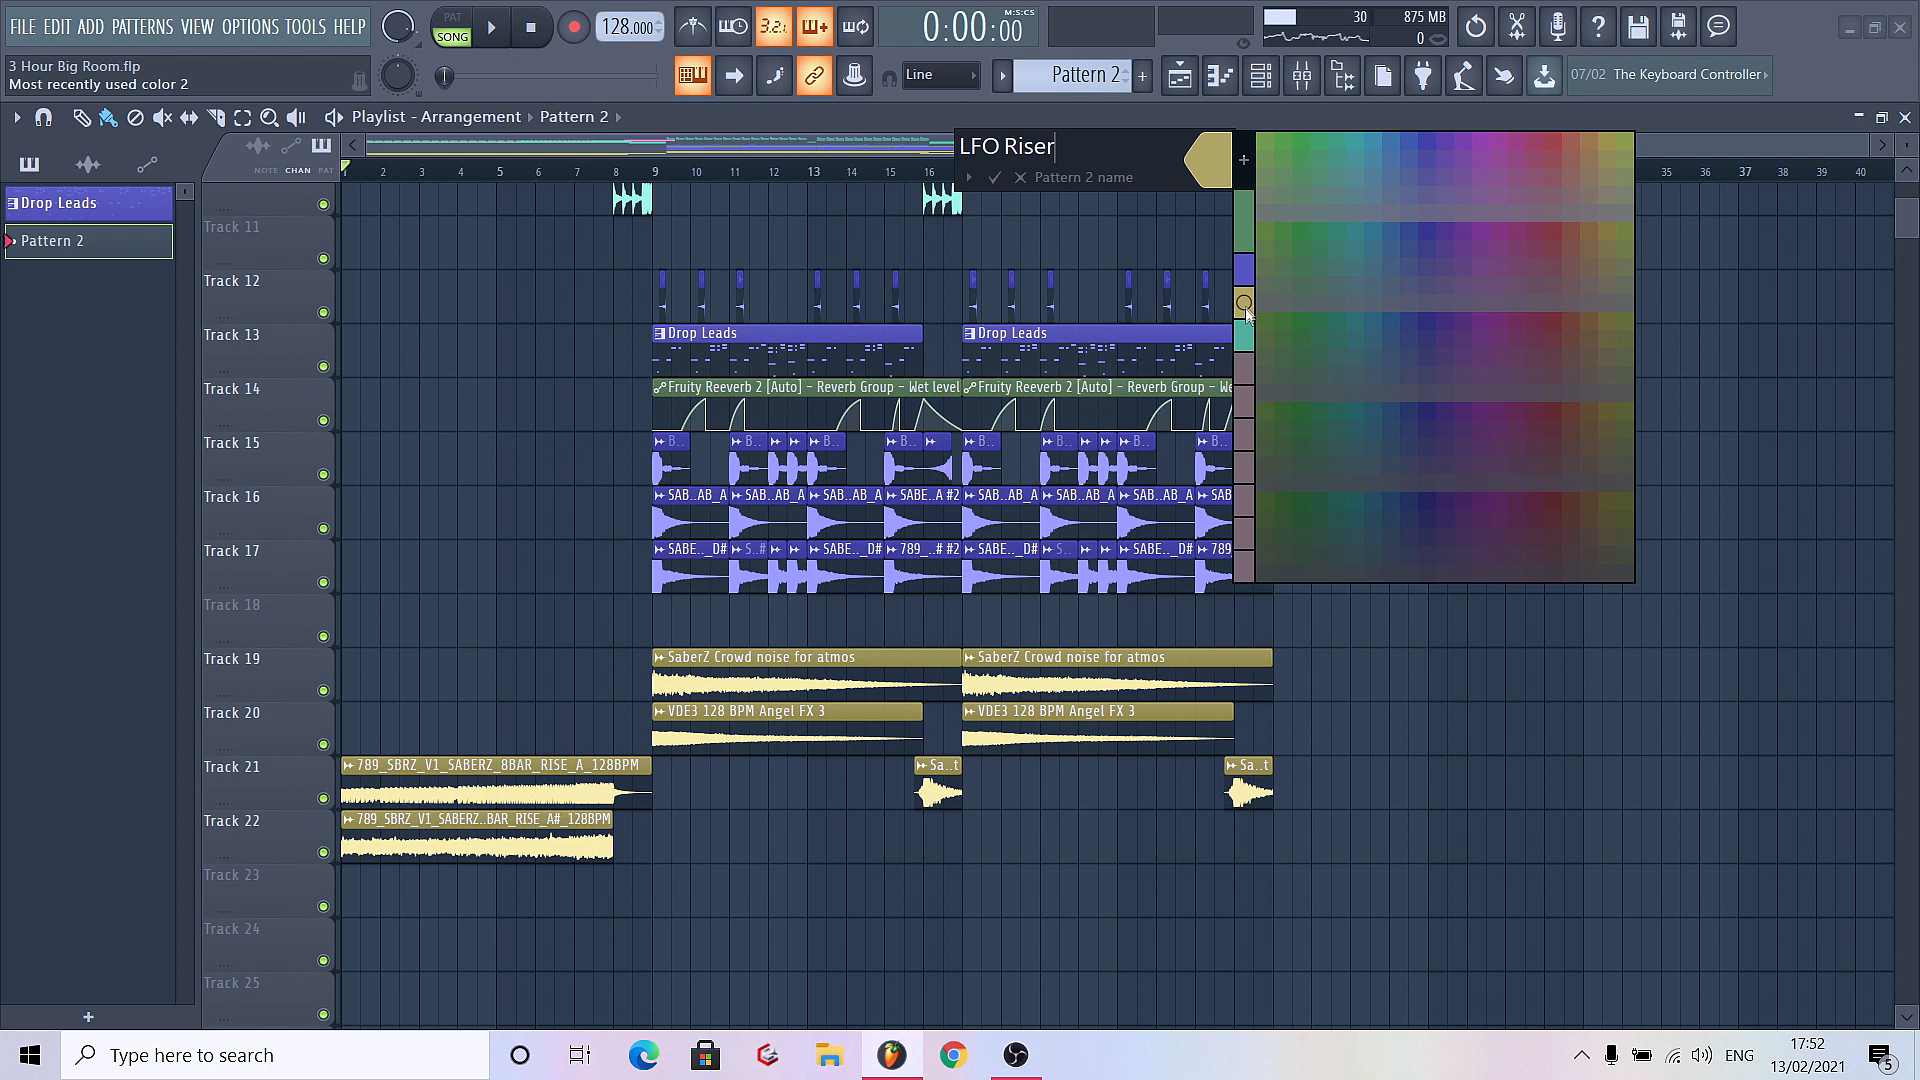 FILE EDIT ADD PATTERNS VIEW OPTIONS TOOLS HELP
PAT
SONG
128.000
3.2.
0:00:00
M:S:CS
30
875 MB
0
3 Hour Big Room.flp
Most recently used color 2
Line
Pattern 2
07/02 The Keyboard Controller
Playlist - Arrangement
Pattern 2
NOTE CHAN PAT
LFO Riser
Pattern 2 name
1 2 3 4 5 6 7 8 9 10 11 12 13 14 15 16
35 36 37 38 39 40
Drop Leads
Pattern 2
Track 11
Track 12
Track 13
Drop Leads
Drop Leads
Track 14
Fruity Reeverb 2 [Auto] - Reverb Group - Wet level
Fruity Reeverb 2 [Auto] - Reverb Group - We
Track 15
B.. B.. B.. B.. B.. B.. B.. B..
Track 16
SAB..AB_A SAB..AB_A SAB..AB_A SABE..A #2 SAB..AB_A SAB..AB_A SAB..AB_A SAB
Track 17
SABE.._D# S..# SABE.._D# 789_..# #2 SABE.._D# S.. SABE.._D# 789
Track 18
Track 19
SaberZ Crowd noise for atmos
SaberZ Crowd noise for atmos
Track 20
VDE3 128 BPM Angel FX 3
VDE3 128 BPM Angel FX 3
Track 21
789_SBRZ_V1_SABERZ_8BAR_RISE_A_128BPM
Sa..t
Sa..t
Track 22
789_SBRZ_V1_SABERZ..BAR_RISE_A#_128BPM
Track 23
Track 24
Track 25
Type here to search
ENG
17:52
13/02/2021
5